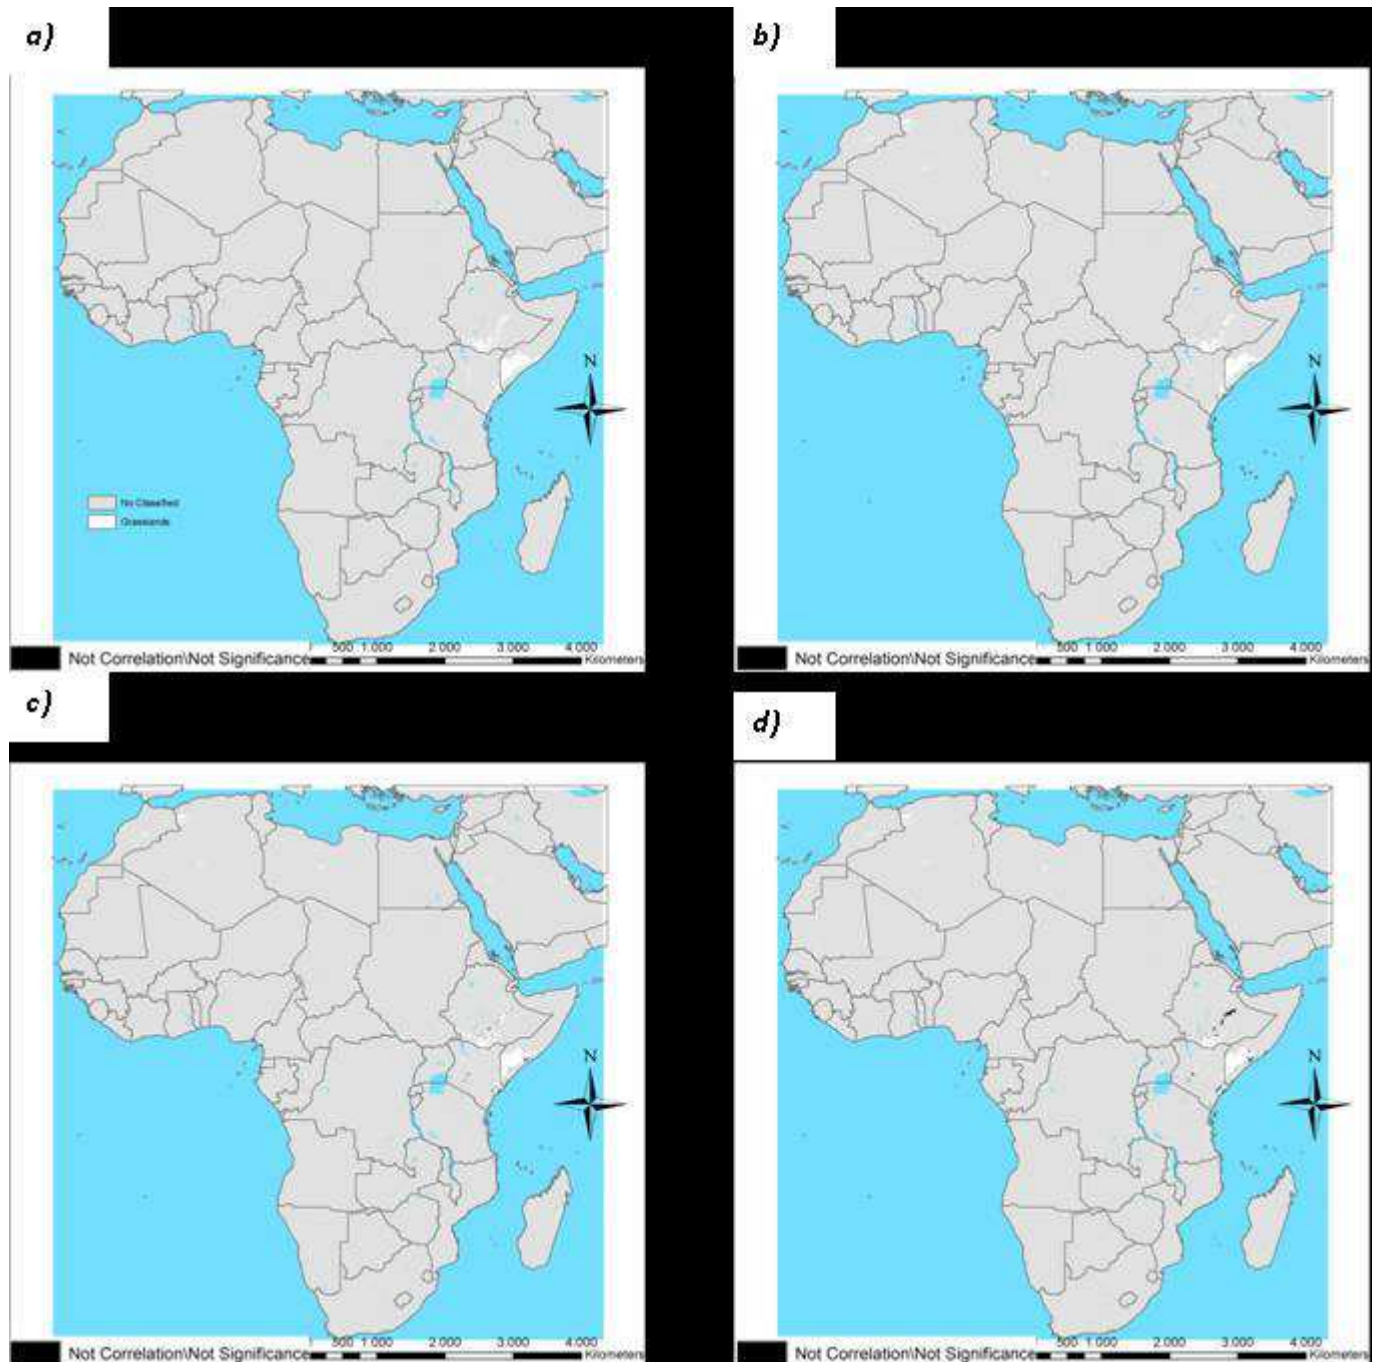 a)
N
No Classified
Grasslands
500 1 000 2 000 3 000 4 000
Not Correlation\Not Significance Kilometers
b)
N
500 1 000 2 000 3 000 4 000
Not Correlation\Not Significance Kilometers
c)
N
500 1 000 2 000 3 000 4 000
Not Correlation\Not Significance Kilometers
d)
N
500 1 000 2 000 3 000 4 000
Not Correlation\Not Significance Kilometers